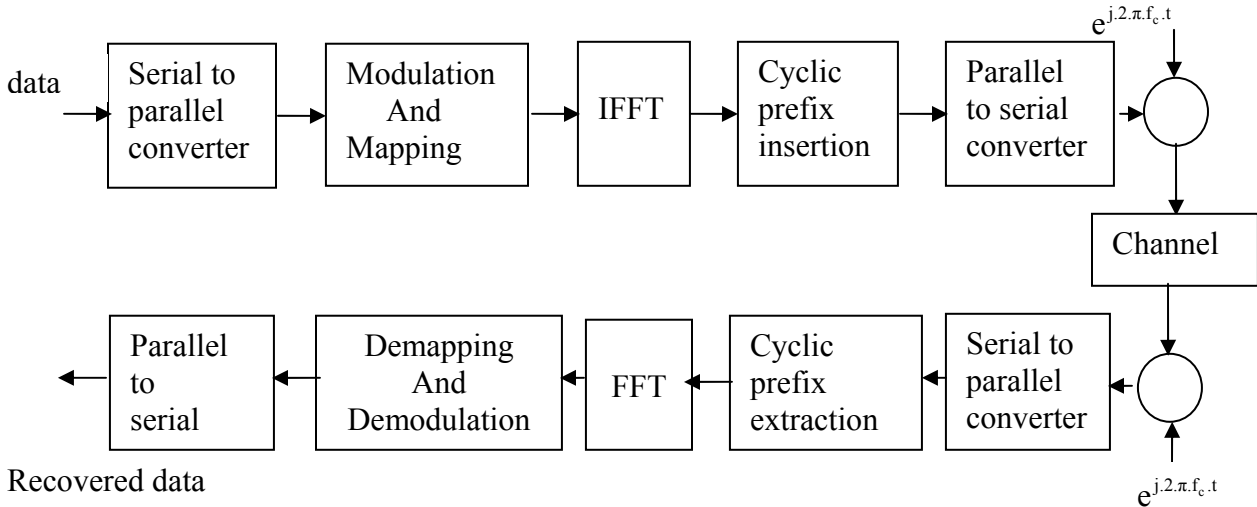 e^j.2.π.f_c.t
data
Serial to
parallel
converter
Modulation
And
Mapping
IFFT
Cyclic
prefix
insertion
Parallel
to serial
converter
Channel
Parallel
to
serial
Demapping
And
Demodulation
FFT
Cyclic
prefix
extraction
Serial to
parallel
converter
Recovered data
e^j.2.π.f_c.t